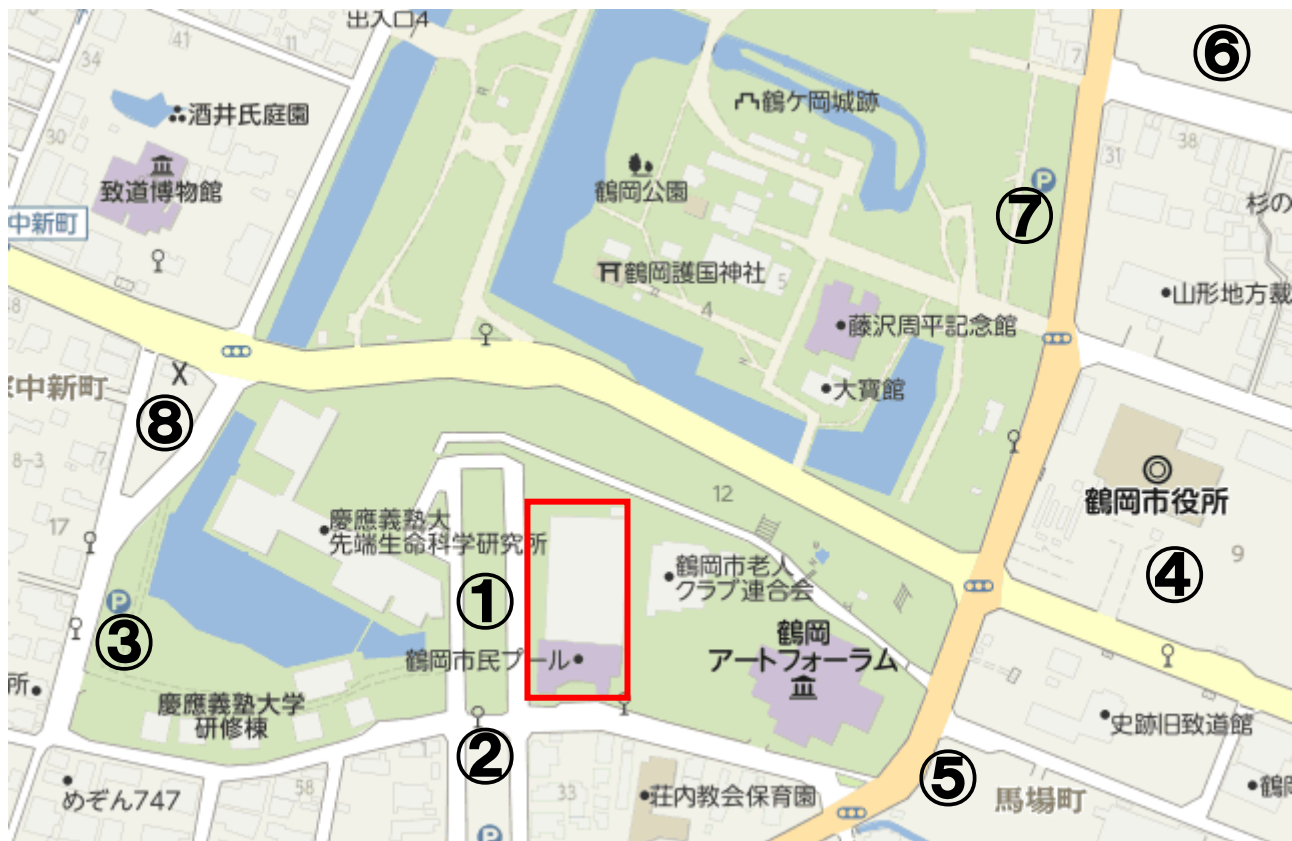 出入口4
41
11
34
酒井氏庭園
30
致道博物館
中新町
鶴ケ岡城跡
鶴岡公園
鶴岡護国神社
5
4
藤沢周平記念館
大寶館
7
⑥
38
31
P
⑦
杉の
山形地方裁
中新町
⑧
8-3
7
17
P
③
慶應義塾大
先端生命科学研究所
①
鶴岡市民プール
慶應義塾大学
研修棟
12
鶴岡市老人
クラブ連合会
鶴岡
アートフォーラム
鶴岡市役所
9
④
史跡旧致道館
所
めぞん747
58
②
P
33
荘内教会保育園
⑤
馬場町
鶴